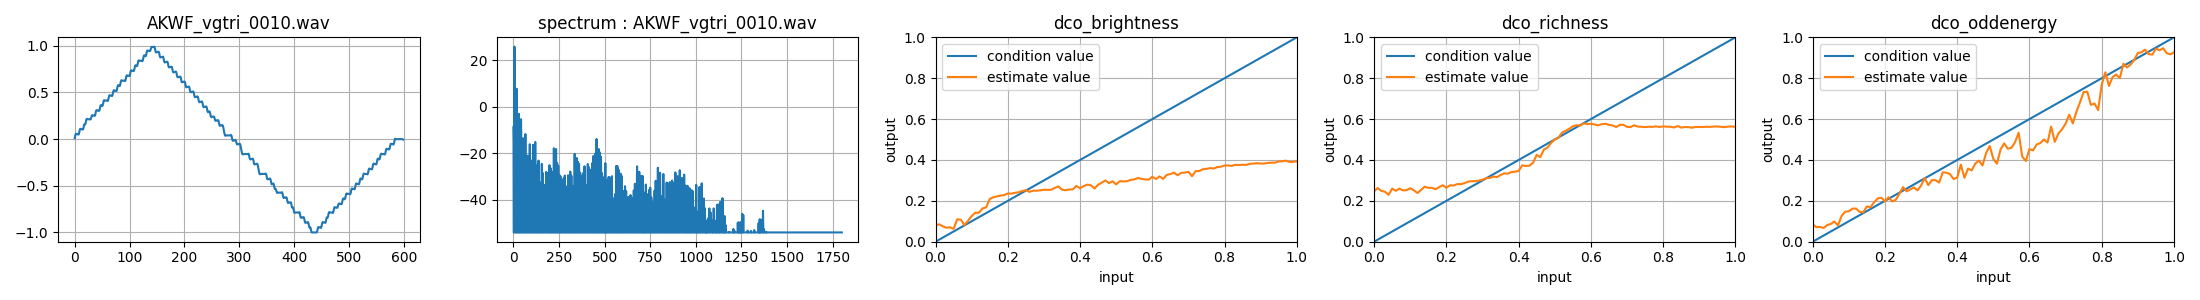 AKWF_vgtri_0010.wav
1.0
0.5
0.0
−0.5
−1.0
0 100 200 300 400 500 600
spectrum : AKWF_vgtri_0010.wav
20
0
−20
−40
0 250 500 750 1000 1250 1500 1750
dco_brightness
condition value
estimate value
output
1.0
0.8
0.6
0.4
0.2
0.0
0.0 0.2 0.4 0.6 0.8 1.0
input
dco_richness
condition value
estimate value
output
1.0
0.8
0.6
0.4
0.2
0.0
0.0 0.2 0.4 0.6 0.8 1.0
input
dco_oddenergy
condition value
estimate value
output
1.0
0.8
0.6
0.4
0.2
0.0
0.0 0.2 0.4 0.6 0.8 1.0
input